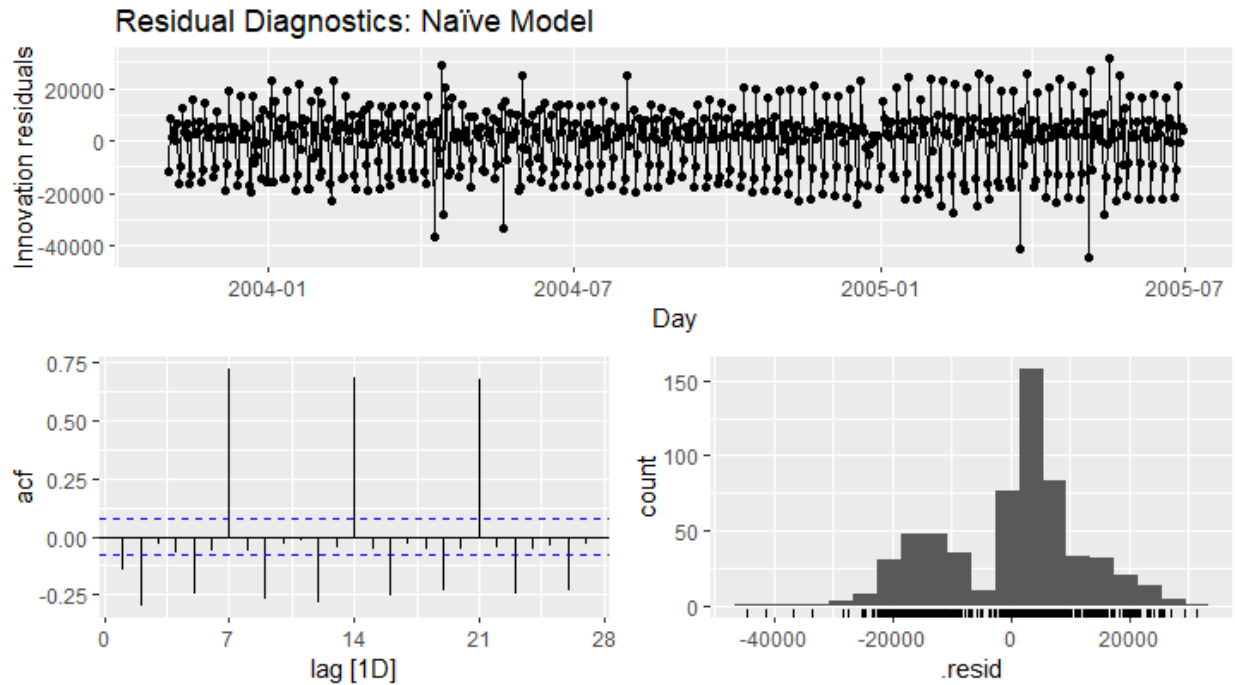 Residual Diagnostics: Naïve Model
Innovation residuals
20000
0
-20000
-40000
2004-01 2004-07 2005-01 2005-07
Day
acf
0.75
0.50
0.25
0.00
-0.25
0 7 14 21 28
lag [1D]
count
150
100
50
0
-40000 -20000 0 20000
.resid